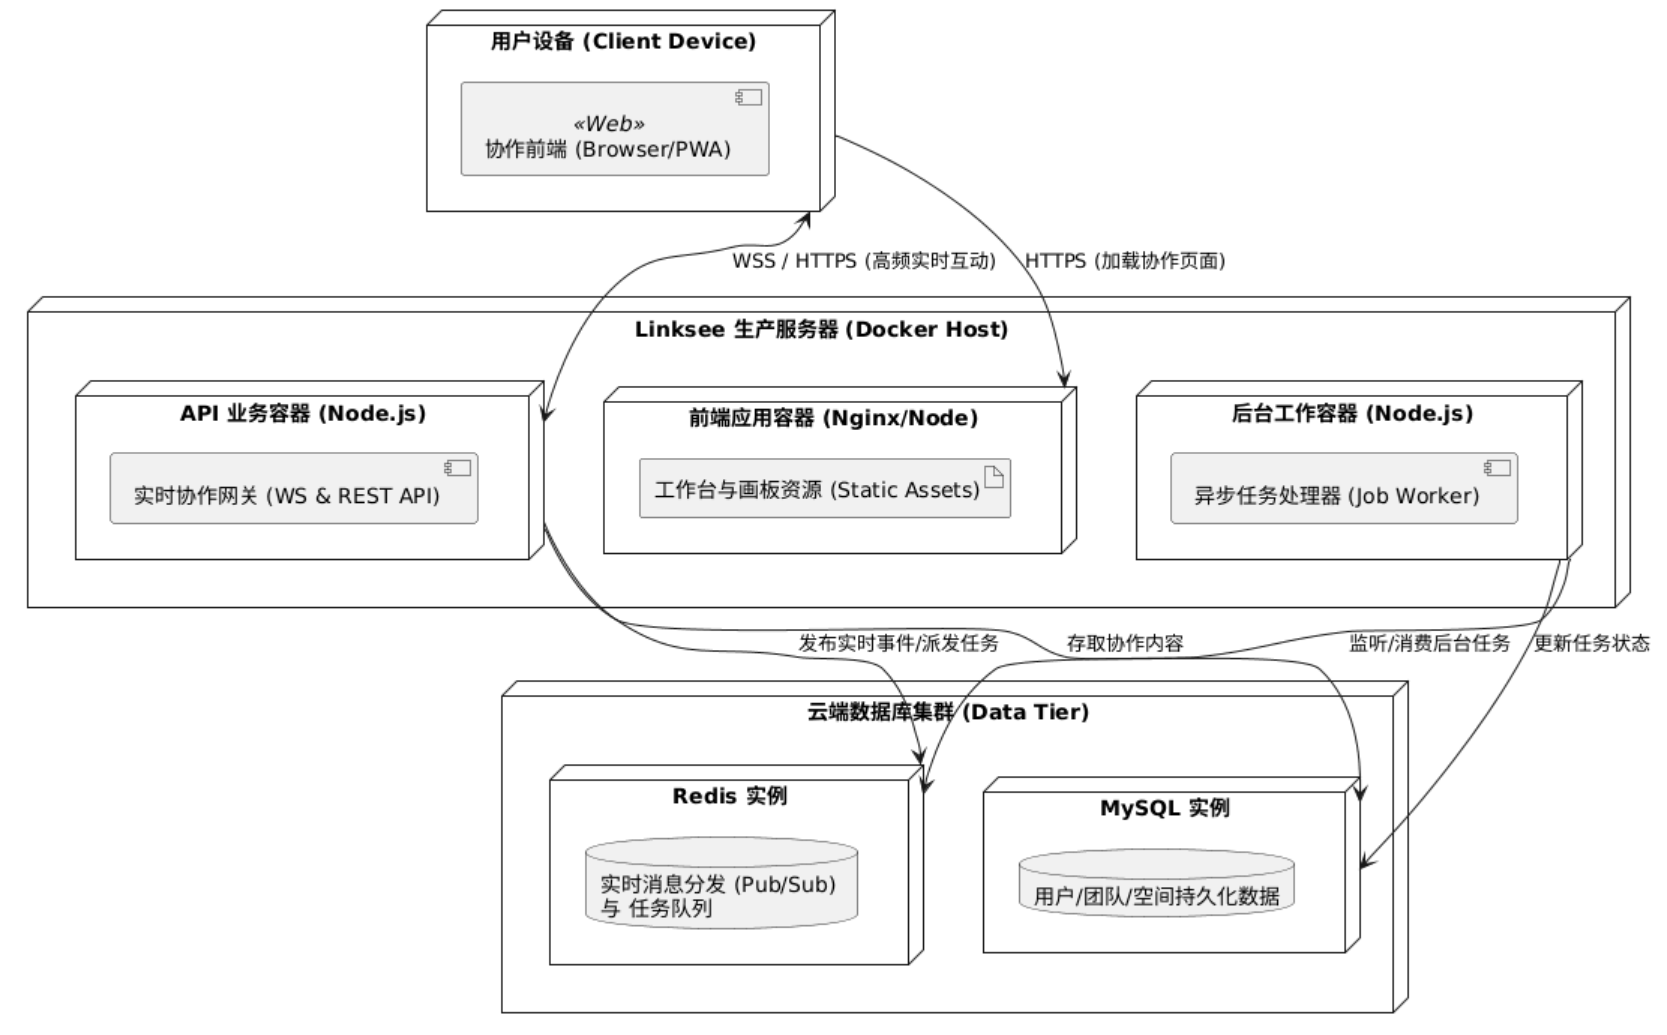 用户设备 (Client Device)
«Web»
协作前端 (Browser/PWA)
WSS / HTTPS (高频实时互动)
HTTPS (加载协作页面)
Linksee 生产服务器 (Docker Host)
API 业务容器 (Node.js)
实时协作网关 (WS & REST API)
前端应用容器 (Nginx/Node)
工作台与画板资源 (Static Assets)
后台工作容器 (Node.js)
异步任务处理器 (Job Worker)
发布实时事件/派发任务
存取协作内容
监听/消费后台任务
更新任务状态
云端数据库集群 (Data Tier)
Redis 实例
实时消息分发 (Pub/Sub)
与 任务队列
MySQL 实例
用户/团队/空间持久化数据